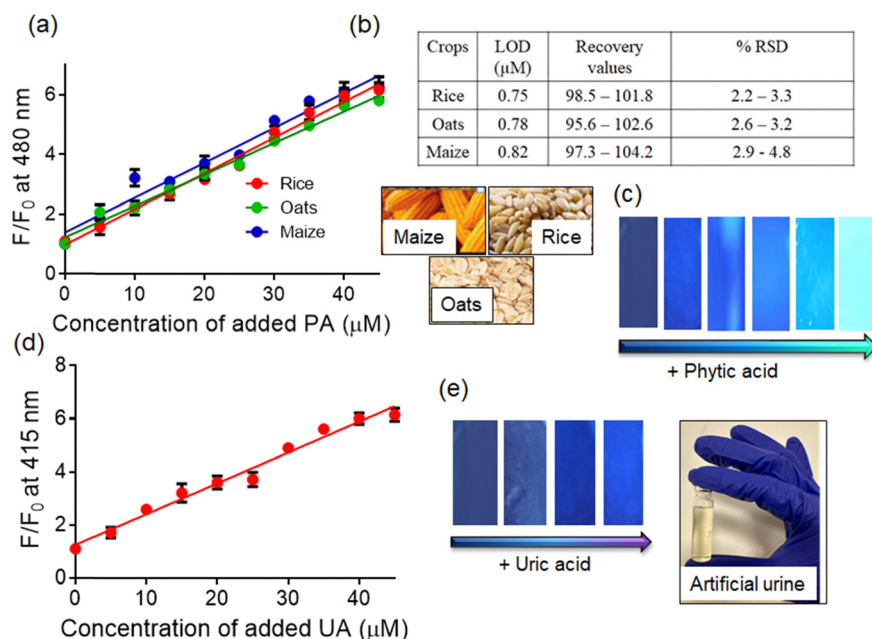 (a)
F/F0 at 480 nm
6
4
2
0
0 10 20 30 40
Rice
Oats
Maize
Concentration of added PA (μM)
(b)
Crops LOD (μM) Recovery values % RSD
Rice 0.75 98.5 – 101.8 2.2 – 3.3
Oats 0.78 95.6 – 102.6 2.6 – 3.2
Maize 0.82 97.3 – 104.2 2.9 - 4.8
Maize
Rice
Oats
(c)
+ Phytic acid
(d)
F/F0 at 415 nm
8
6
4
2
0
0 10 20 30 40
Concentration of added UA (μM)
(e)
+ Uric acid
Artificial urine